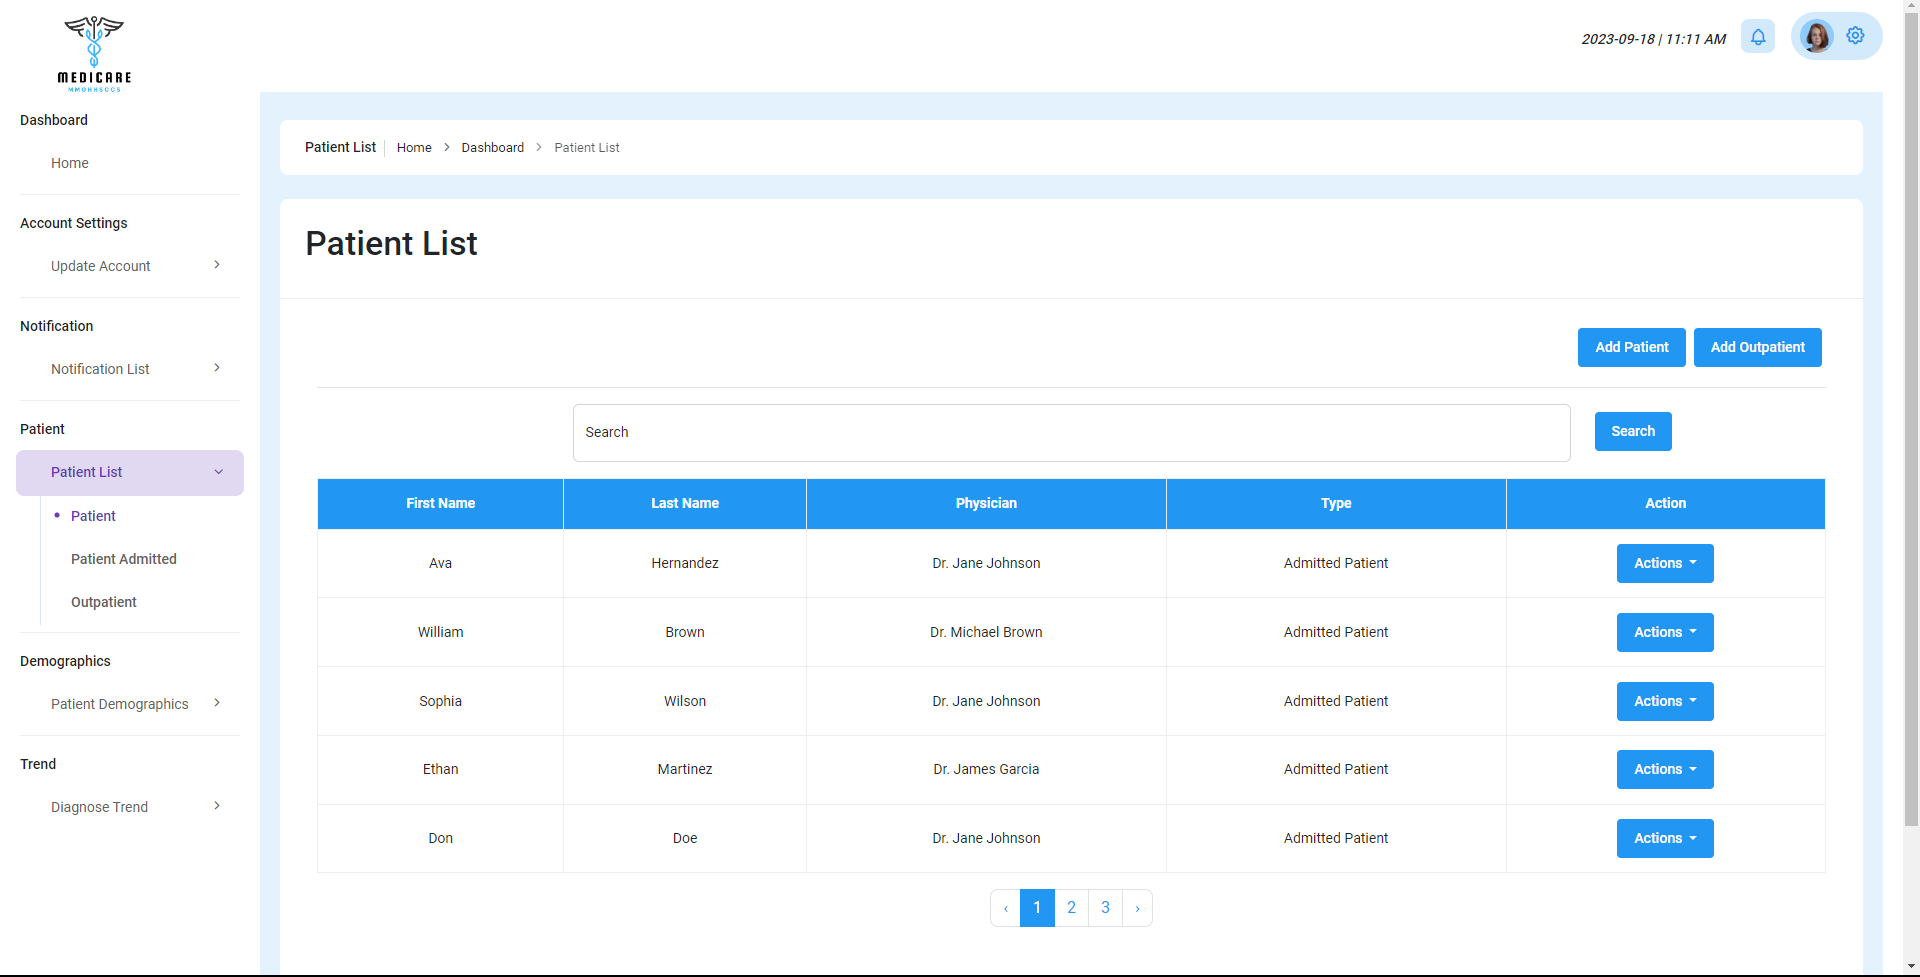 MEDICARE
MMGHHSCCS
2023-09-18 | 11:11 AM
Dashboard
Home
Account Settings
Update Account
Notification
Notification List
Patient
Patient List
Patient
Patient Admitted
Outpatient
Demographics
Patient Demographics
Trend
Diagnose Trend
Patient List Home > Dashboard > Patient List
Patient List
Add Patient Add Outpatient
Search Search
First Name Last Name Physician Type Action
Ava Hernandez Dr. Jane Johnson Admitted Patient Actions
William Brown Dr. Michael Brown Admitted Patient Actions
Sophia Wilson Dr. Jane Johnson Admitted Patient Actions
Ethan Martinez Dr. James Garcia Admitted Patient Actions
Don Doe Dr. Jane Johnson Admitted Patient Actions
‹ 1 2 3 ›